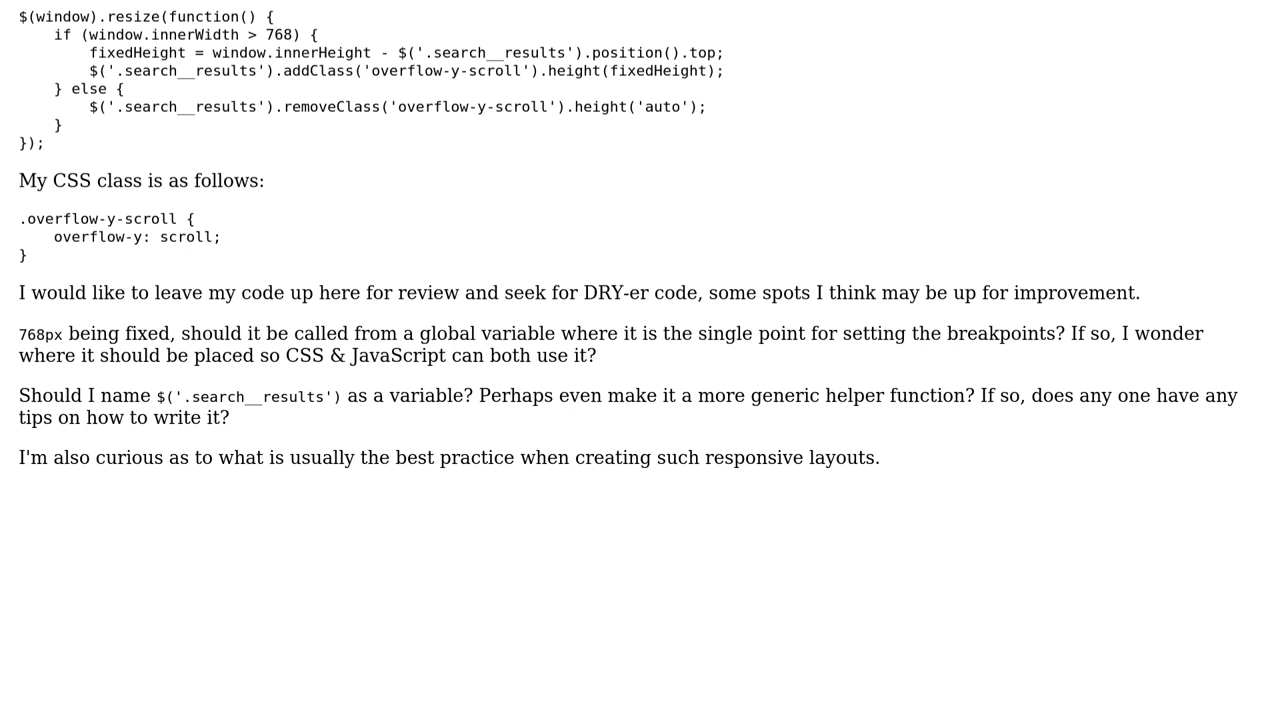 $(window).resize(function() {
    if (window.innerWidth > 768) {
        fixedHeight = window.innerHeight - $('.search__results').position().top;
        $('.search__results').addClass('overflow-y-scroll').height(fixedHeight);
    } else {
        $('.search__results').removeClass('overflow-y-scroll').height('auto');
    }
});
My CSS class is as follows:
.overflow-y-scroll {
    overflow-y: scroll;
}
I would like to leave my code up here for review and seek for DRY-er code, some spots I think may be up for improvement.
768px being fixed, should it be called from a global variable where it is the single point for setting the breakpoints? If so, I wonder
where it should be placed so CSS & JavaScript can both use it?
Should I name $('.search__results') as a variable? Perhaps even make it a more generic helper function? If so, does any one have any
tips on how to write it?
I'm also curious as to what is usually the best practice when creating such responsive layouts.